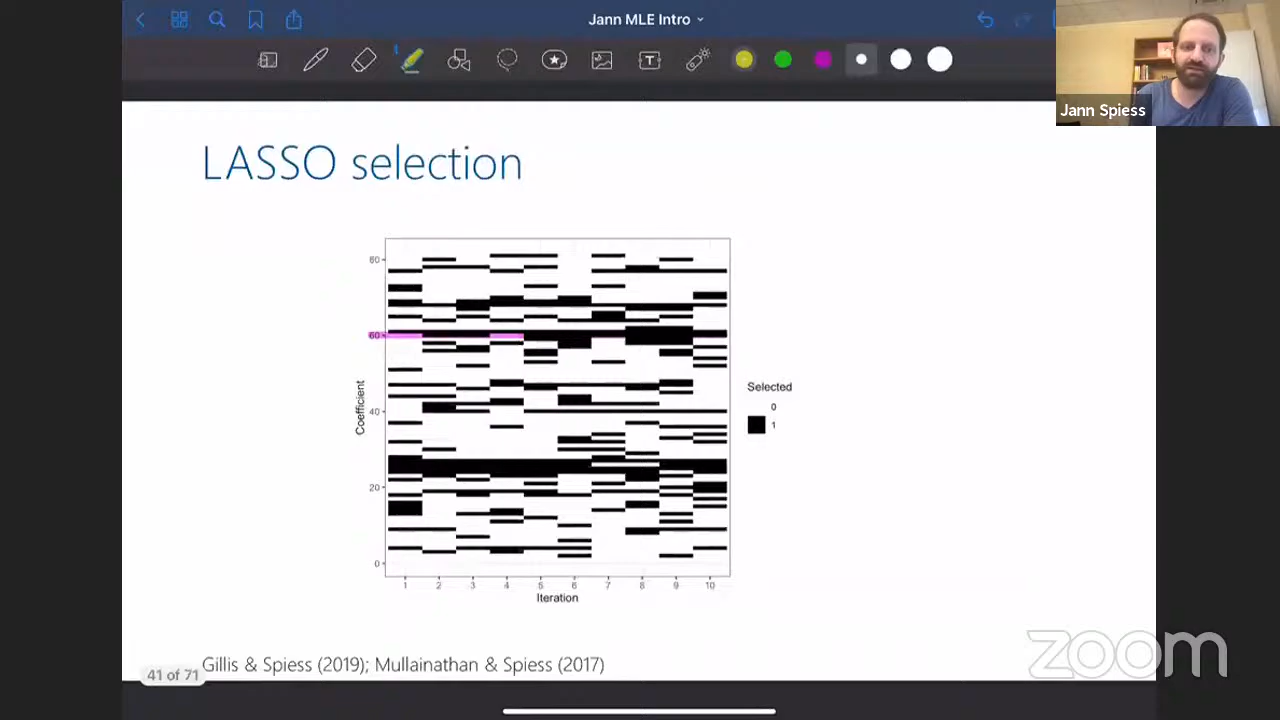 Jann MLE Intro
T
Jann Spiess
LASSO selection
80
60
40
20
0
Coefficient
1 2 3 4 5 6 7 8 9 10
Iteration
Selected
0
1
Gillis & Spiess (2019); Mullainathan & Spiess (2017)
41 of 71
zoom